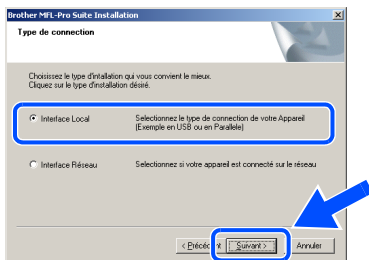 Brother MFL-Pro Suite Installation
Type de connection
Choisissez le type d'intallation qui vous convient le mieux.
Cliquez sur le type d'installation désiré.
Interface Local
Selectionnez le type de connection de votre Appareil
(Exemple en USB ou en Parallele)
Interface Réseau
Selectionnez si votre appareil est connecté sur le réseau
< Précédent
Suivant >
Annuler